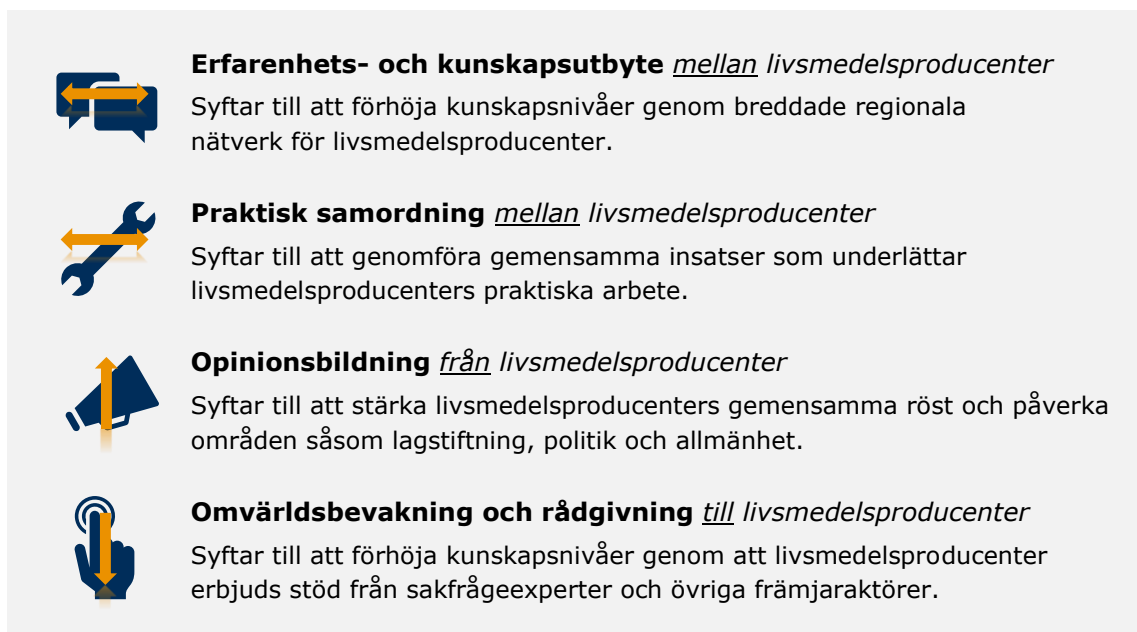 Erfarenhets- och kunskapsutbyte mellan livsmedelsproducenter
Syftar till att förhöja kunskapsnivåer genom breddade regionala
nätverk för livsmedelsproducenter.
Praktisk samordning mellan livsmedelsproducenter
Syftar till att genomföra gemensamma insatser som underlättar
livsmedelsproducenters praktiska arbete.
Opinionsbildning från livsmedelsproducenter
Syftar till att stärka livsmedelsproducenters gemensamma röst och påverka
områden såsom lagstiftning, politik och allmänhet.
Omvärldsbevakning och rådgivning till livsmedelsproducenter
Syftar till att förhöja kunskapsnivåer genom att livsmedelsproducenter
erbjuds stöd från sakfrågeexperter och övriga främjaraktörer.